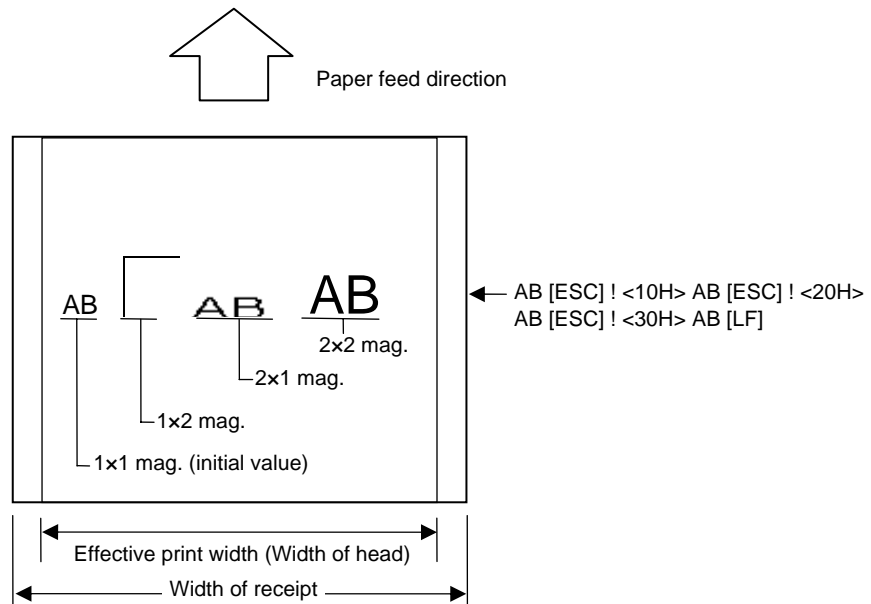 Paper feed direction
AB AB AB
AB [ESC] ! <10H> AB [ESC] ! <20H>
AB [ESC] ! <30H> AB [LF]
2×2 mag.
2×1 mag.
1×2 mag.
1×1 mag. (initial value)
Effective print width (Width of head)
Width of receipt